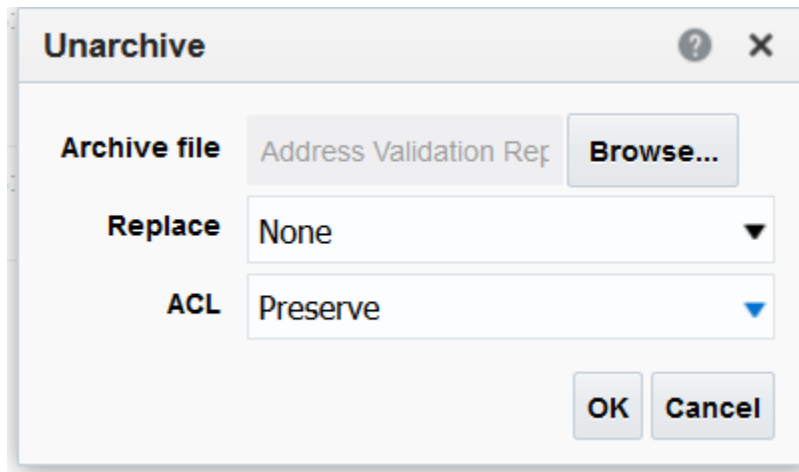 Unarchive
Archive file Address Validation Rep Browse...
Replace None
ACL Preserve
OK Cancel